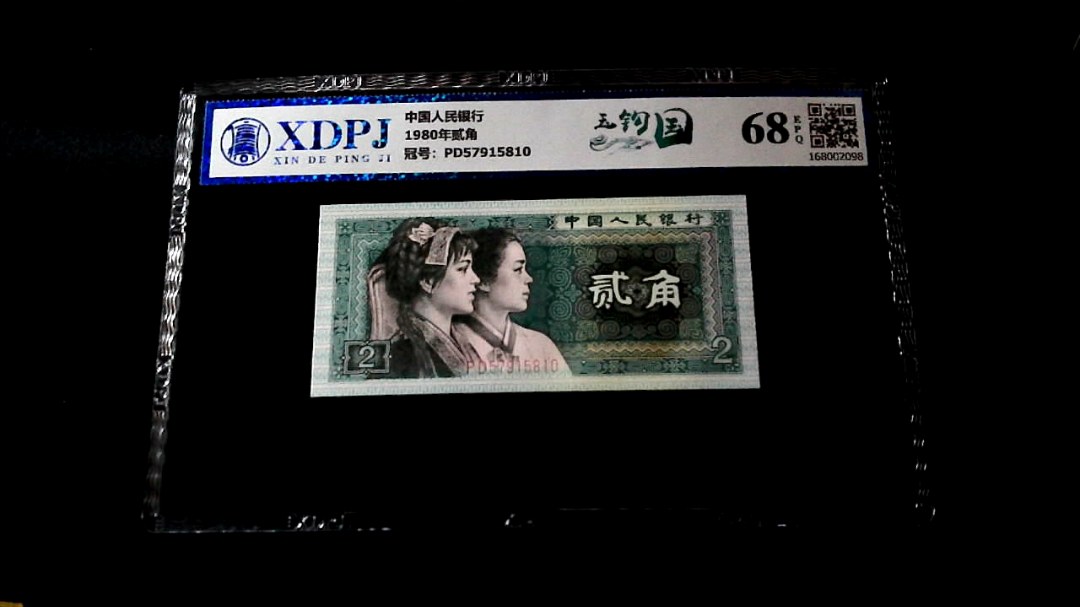 XDPJ
XIN DE PING JI
中国人民银行
1980年贰角
冠号：PD57915810
玉钩国
68
EPQ
168002098
中国人民银行
贰角
2
2
PD57915810